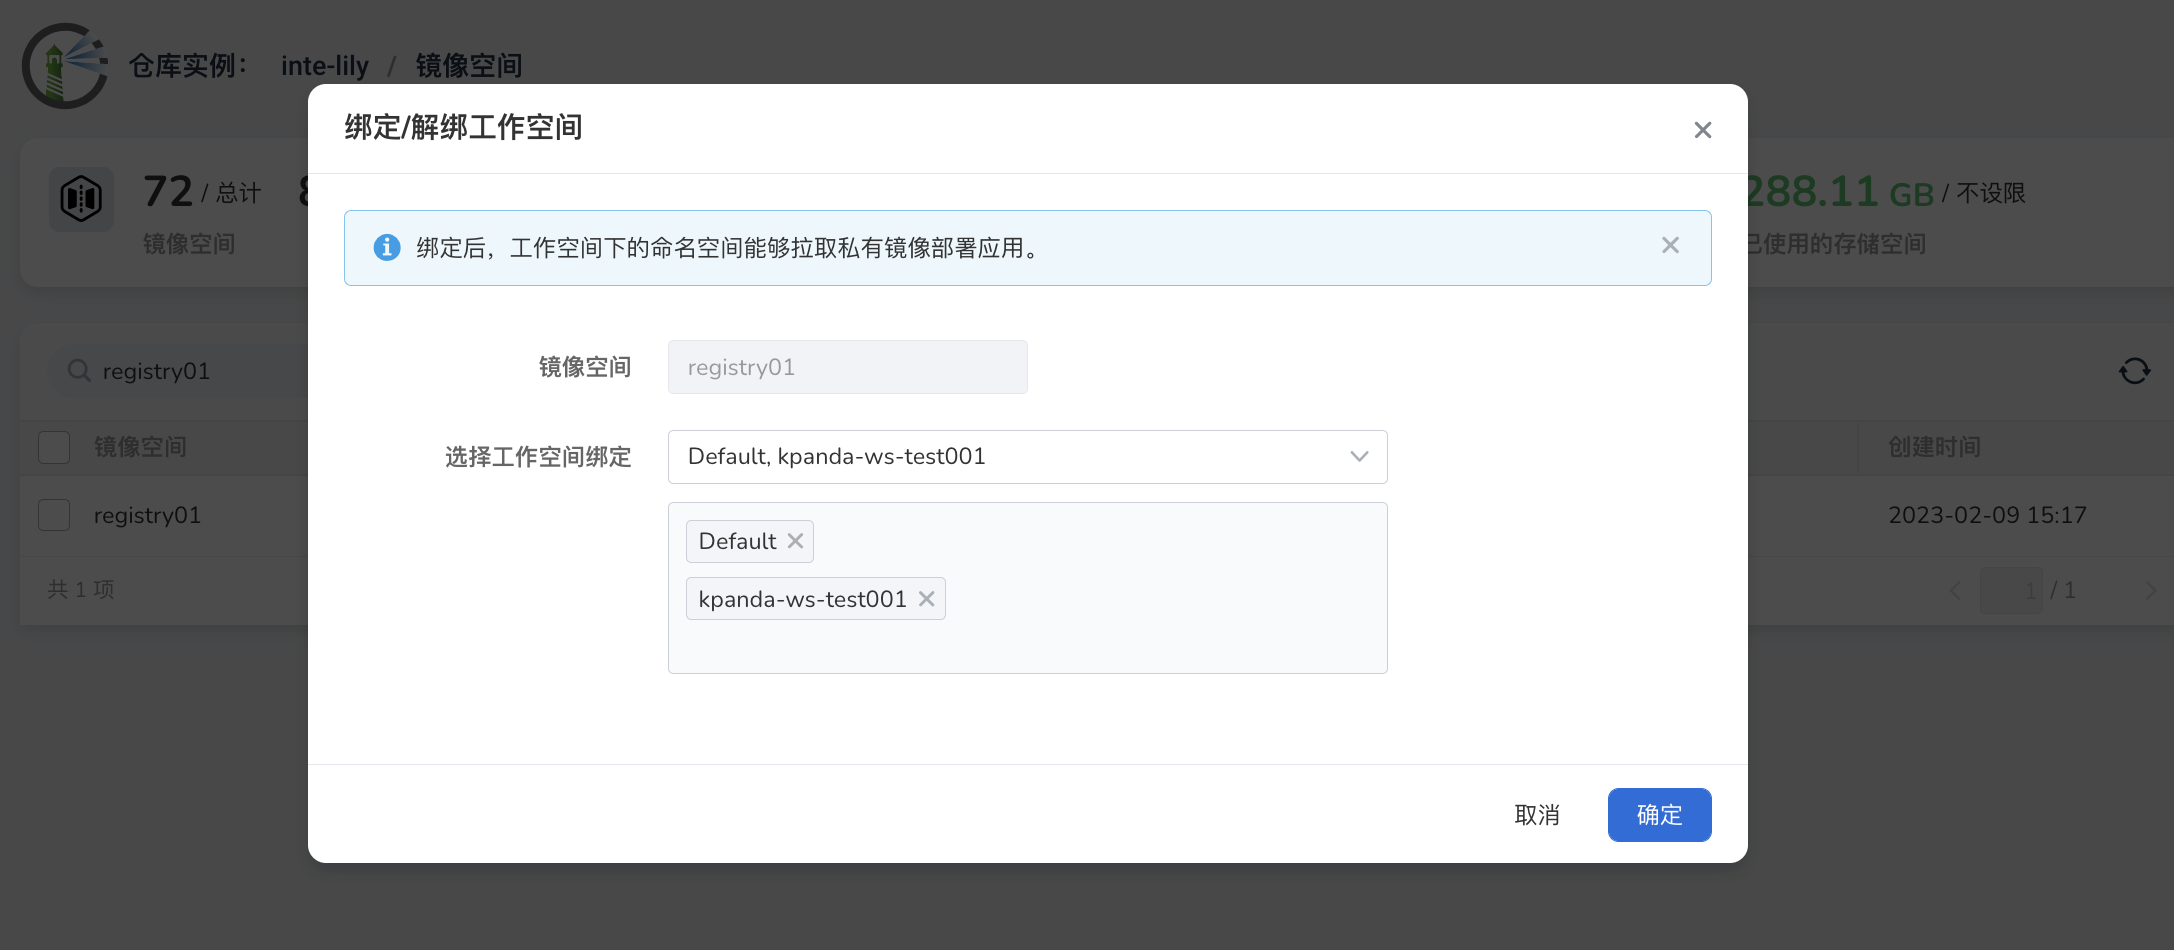 仓库实例： inte-lily / 镜像空间
绑定/解绑工作空间
72 / 总计
288.11 GB / 不设限
镜像空间
已使用的存储空间
绑定后，工作空间下的命名空间能够拉取私有镜像部署应用。
registry01
镜像空间 registry01
镜像空间
创建时间
选择工作空间绑定 Default, kpanda-ws-test001
registry01
2023-02-09 15:17
Default
kpanda-ws-test001
共 1 项
1 / 1
取消 确定